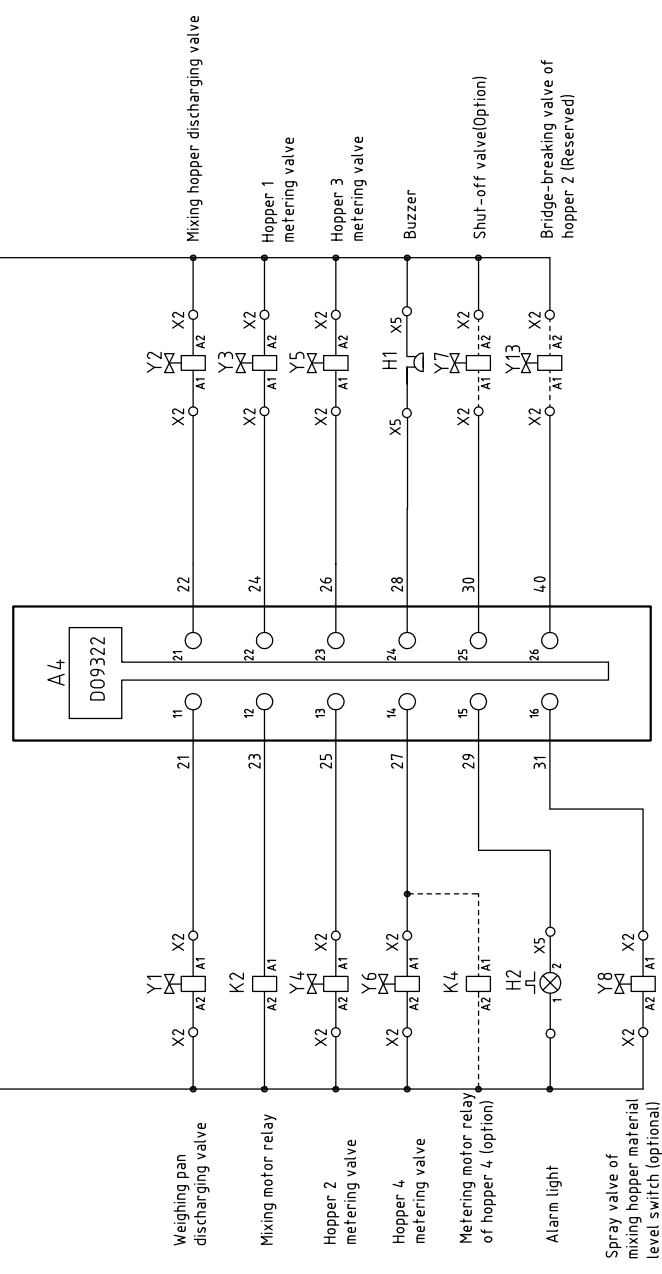 Mixing hopper discharging valve
Hopper 1
metering valve
Hopper 3
metering valve
Buzzer
Shut-off valve(Option)
Bridge-breaking valve of
hopper 2 (Reserved)
X2
X2
X2
X5
X2
X2
Y2
A1
A2
Y3
A1
A2
Y5
A1
A2
H1
Y7
A1
A2
Y13
A1
A2
X2
X2
X2
X5
X2
X2
22
24
26
28
30
40
A4
DO9322
21
22
23
24
25
26
11
12
13
14
15
16
21
23
25
27
29
31
X2
X2
X2
X5
X2
Y1
A2
A1
K2
A2
A1
Y4
A2
A1
Y6
A2
A1
K4
A2
A1
H2
1
2
Y8
A2
A1
X2
X2
X2
X2
Weighing pan
discharging valve
Mixing motor relay
Hopper 2
metering valve
Hopper 4
metering valve
Metering motor relay
of hopper 4 (option)
Alarm light
Spray valve of
mixing hopper material
level switch (optional)